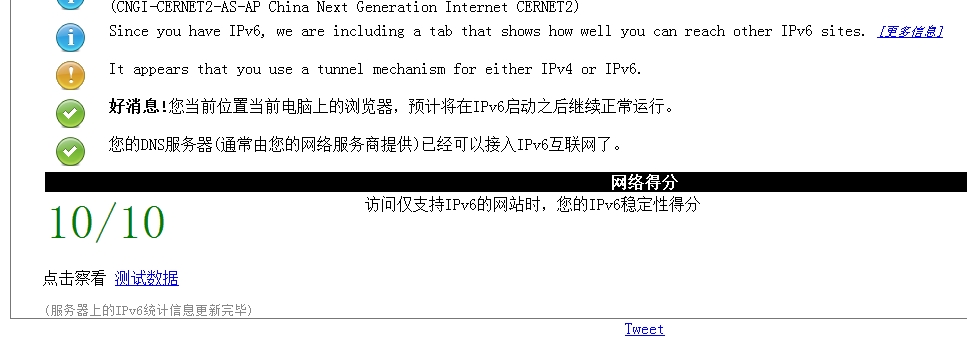 (CNGI-CERNET2-AS-AP China Next Generation Internet CERNET2)
Since you have IPv6, we are including a tab that shows how well you can reach other IPv6 sites. [更多信息]
It appears that you use a tunnel mechanism for either IPv4 or IPv6.
好消息!您当前位置当前电脑上的浏览器，预计将在IPv6启动之后继续正常运行。
您的DNS服务器(通常由您的网络服务商提供)已经可以接入IPv6互联网了。
网络得分
10/10 访问仅支持IPv6的网站时，您的IPv6稳定性得分
点击察看 测试数据
(服务器上的IPv6统计信息更新完毕)
Tweet